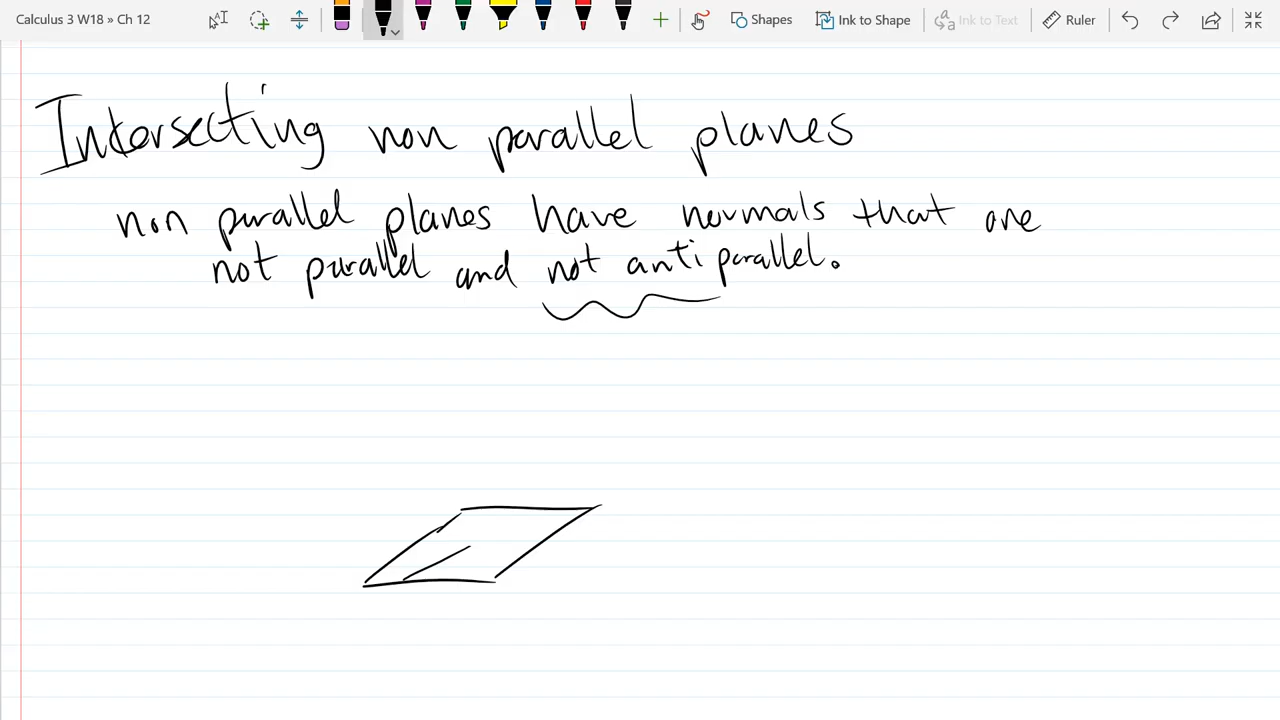 Calculus 3 W18 » Ch 12
Shapes
Ink to Shape
Ink to Text
Ruler
Intersecting non parallel planes
non parallel planes have normals that are
not parallel and not anti parallel.